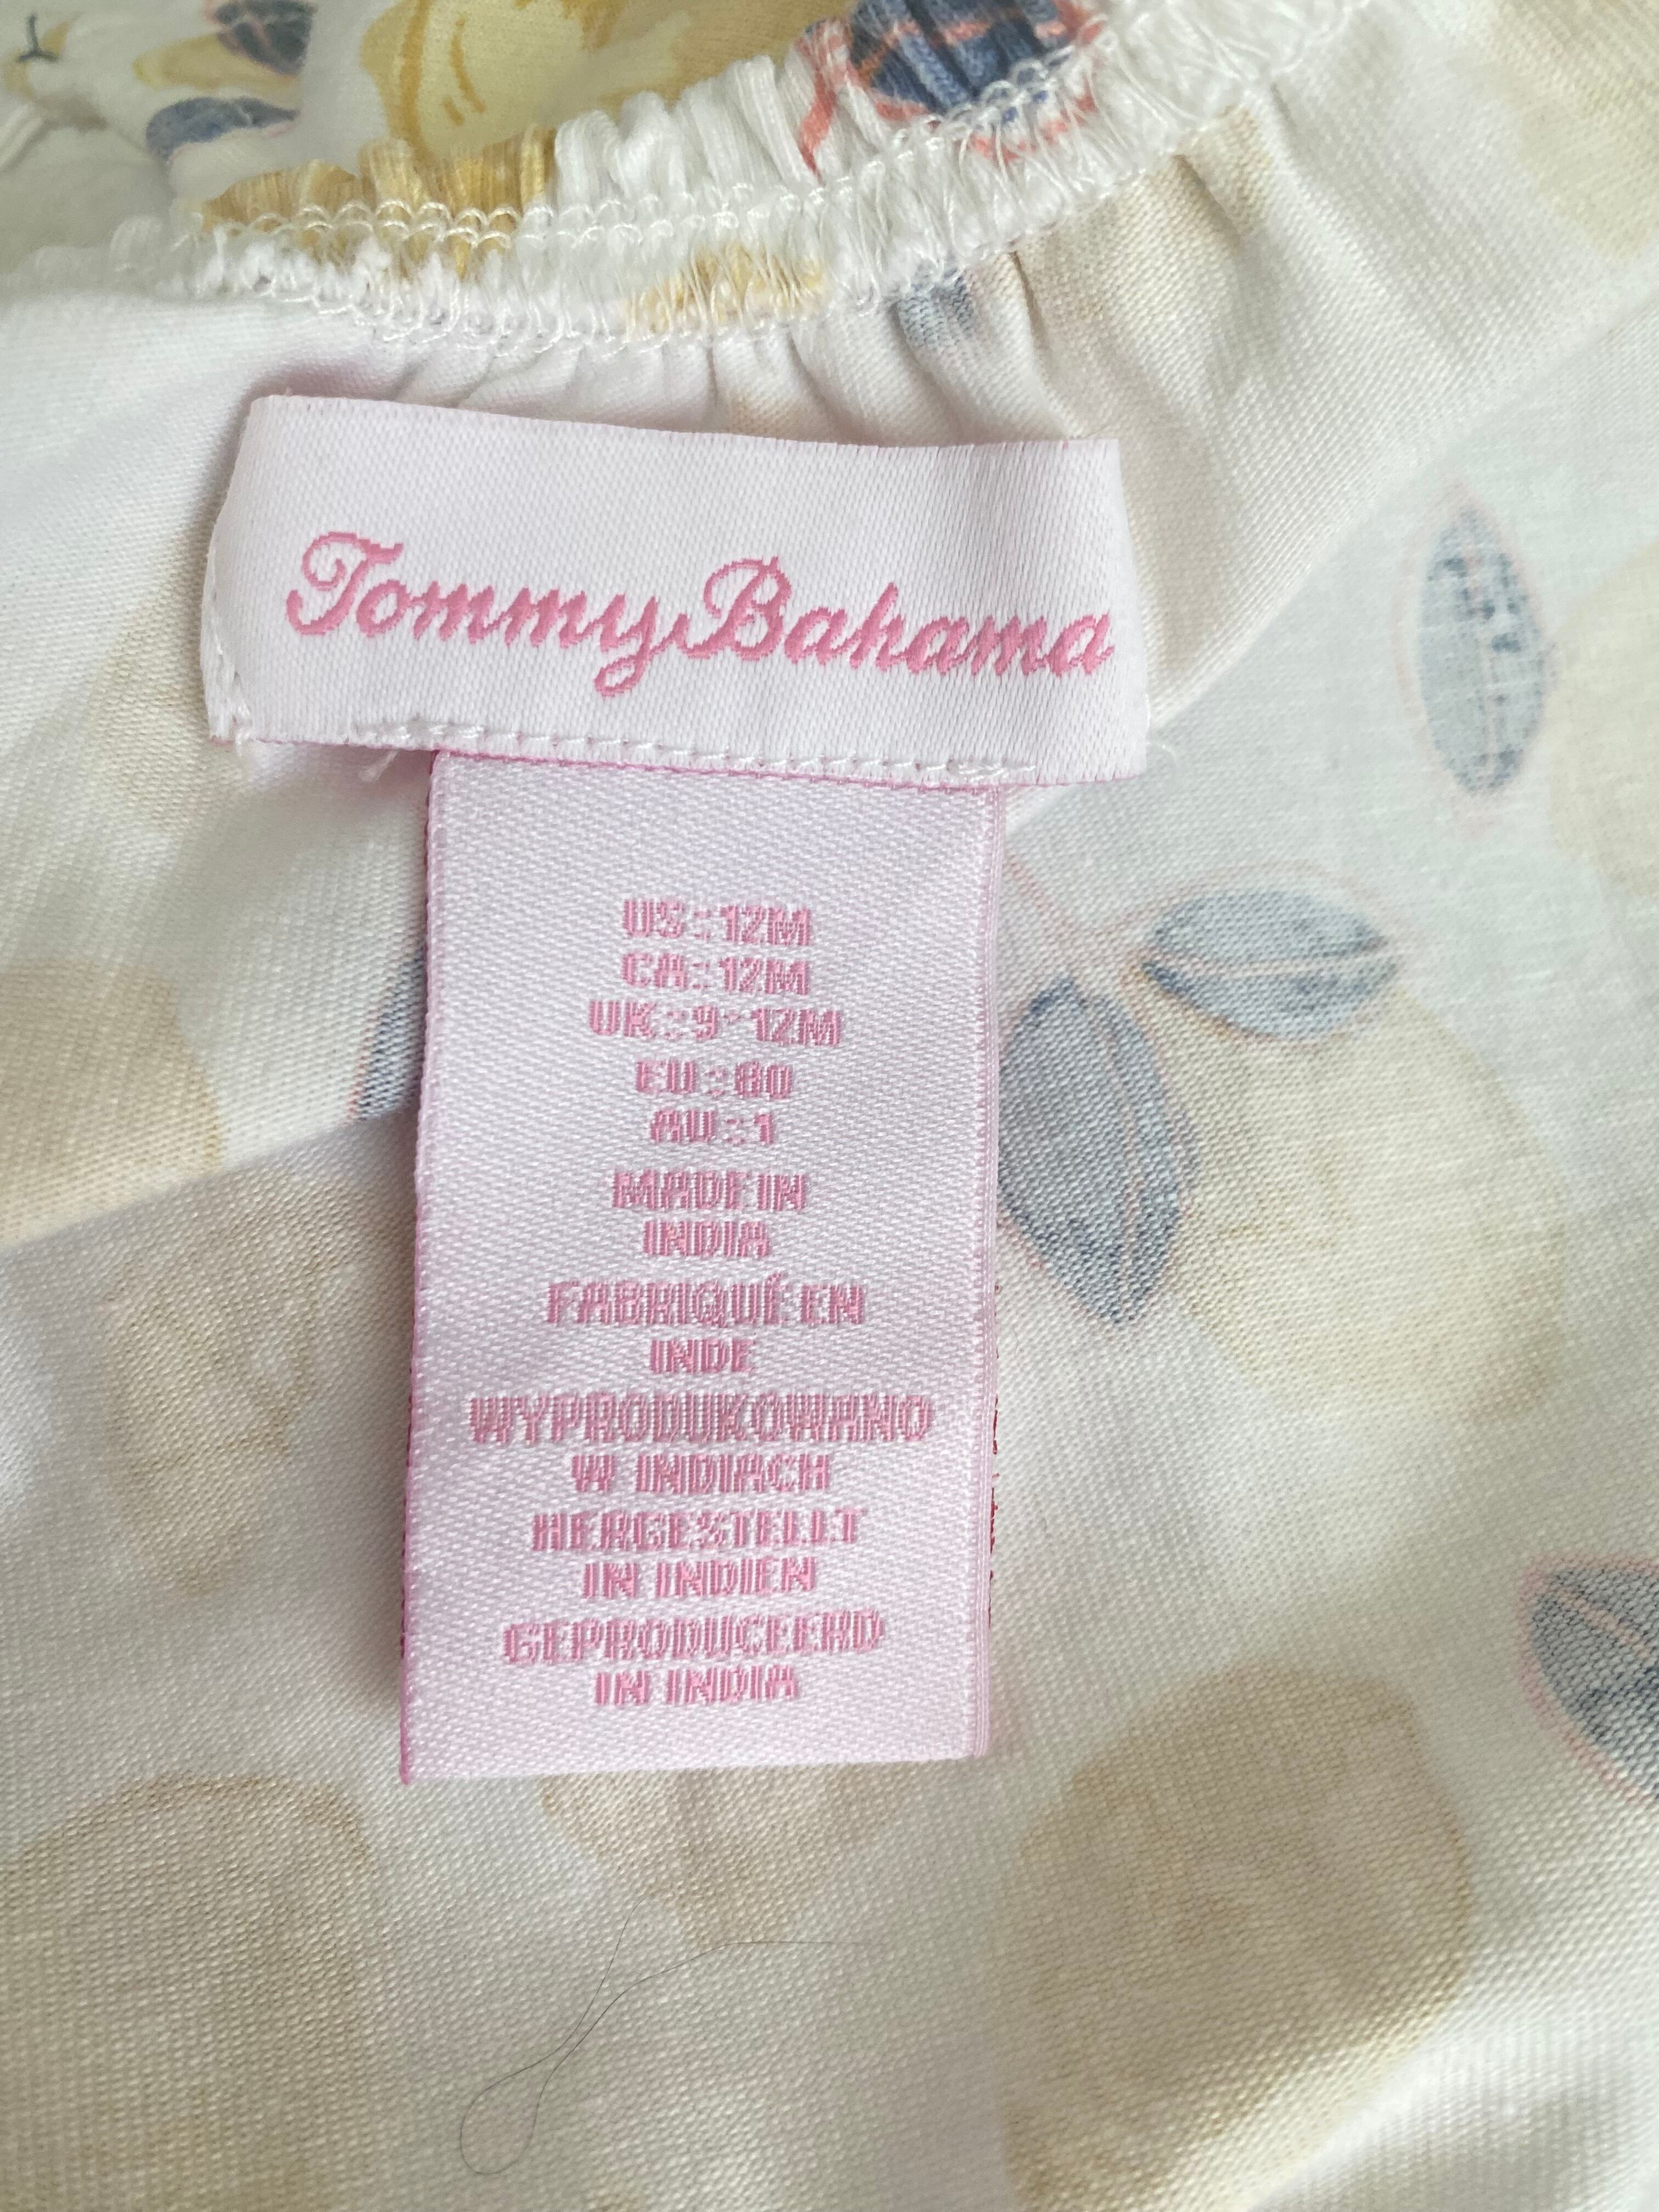 Tommy Bahama
US: 12M
CA: 12M
UK: 9-12M
EU: 80
AU: 1
MADE IN
INDIA
FABRIQUÉ EN
INDE
WYPRODUKOWANO
W INDIACH
HERGESTELLT
IN INDIEN
GEPRODUCEERD
IN INDIA